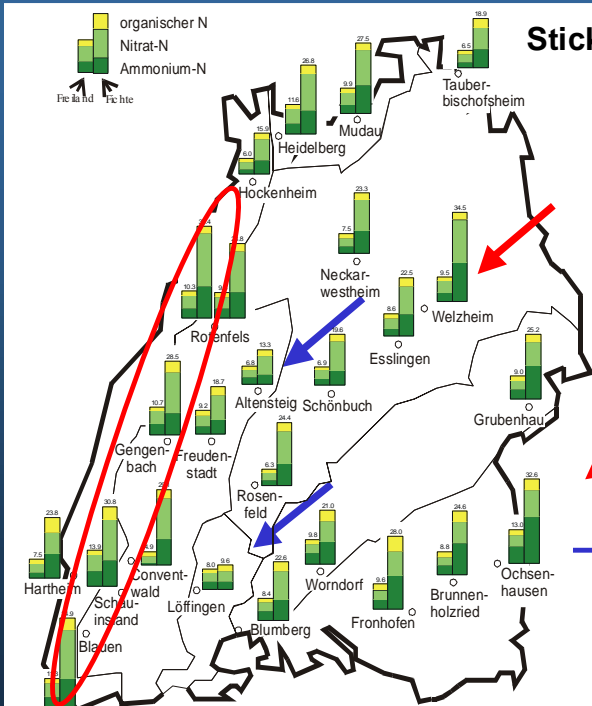 organischer N
Nitrat-N
Ammonium-N
Freiland
Fichte
Stick
18.9
6.5
Tauber-
bischofsheim
27.5
9.9
Mudau
26.8
11.6
Heidelberg
15.9
6.0
Hockenheim
23.3
7.5
Neckar-
westheim
34.5
9.5
Welzheim
22.5
8.6
Esslingen
10.3
Rotenfels
13.3
6.8
Altensteig
19.6
6.9
Schönbuch
25.2
9.0
Grubenhau
28.5
10.7
Gengen-
bach
18.7
9.2
Freuden-
stadt
24.4
6.3
Rosen-
feld
23.8
7.5
Hartheim
30.8
13.9
Schau-
insland
Convent-
wald
8.0
9.6
Löffingen
22.6
8.4
Blumberg
21.0
9.8
Worndorf
28.0
9.6
Fronhofen
24.6
8.8
Brunnen-
holzried
32.6
13.0
Ochsen-
hausen
Blauen